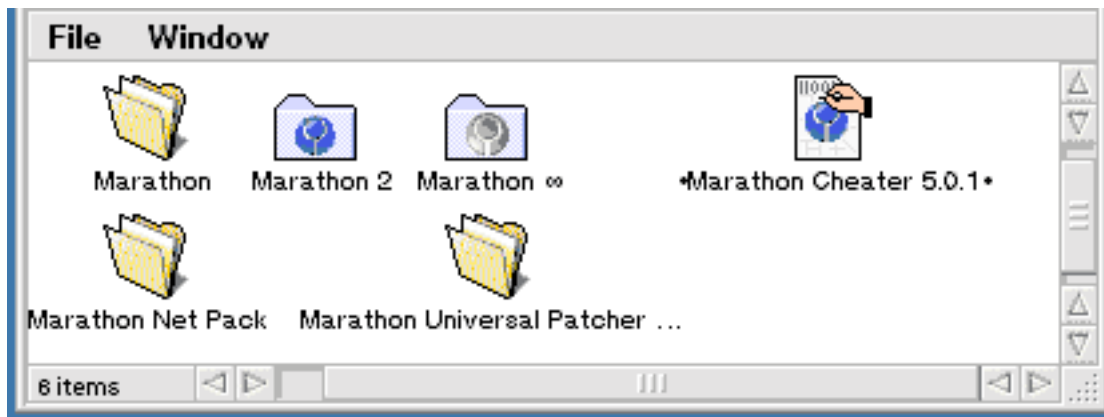 File Window
Marathon Marathon 2 Marathon ∞ •Marathon Cheater 5.0.1•
Marathon Net Pack Marathon Universal Patcher ...
6 items